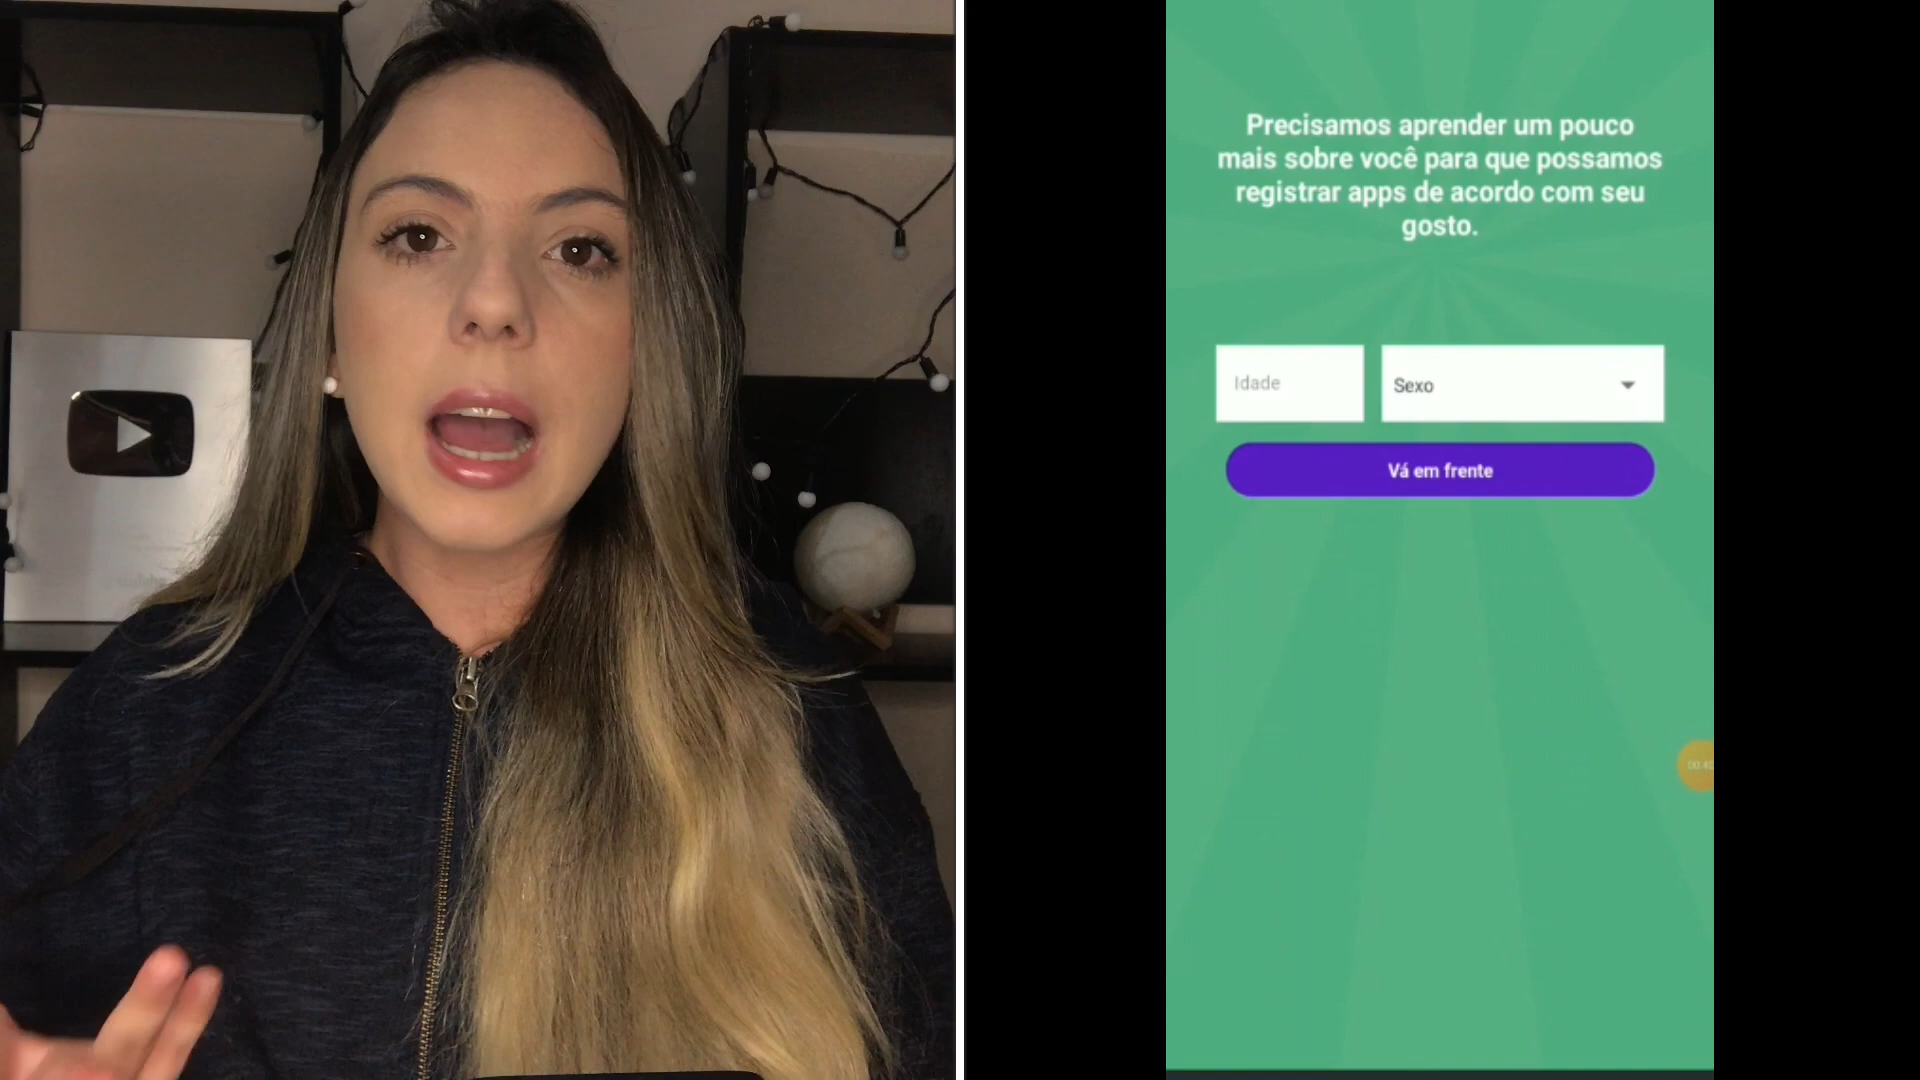 Precisamos aprender um pouco
mais sobre você para que possamos
registrar apps de acordo com seu
gosto.
Idade
Sexo
Vá em frente